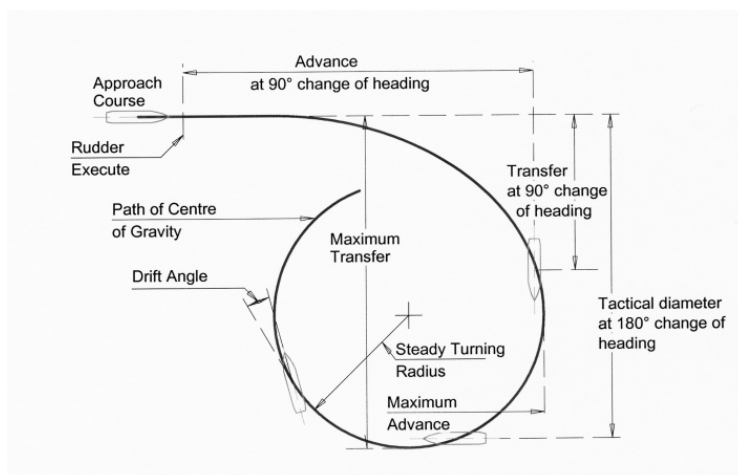 Advance
at 90° change of heading
Approach
Course
Rudder
Execute
Transfer
at 90° change
of heading
Path of Centre
of Gravity
Maximum
Transfer
Drift Angle
Tactical diameter
at 180° change of
heading
Steady Turning
Radius
Maximum
Advance